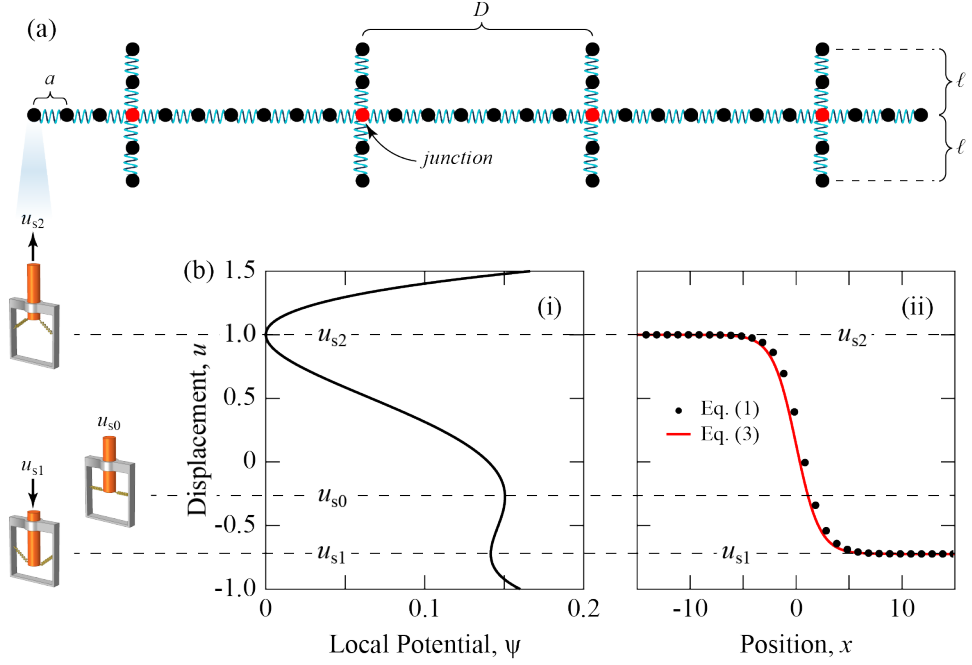 (a)
D
a
ℓ
ℓ
junction
u_s2
(b)
1.5
(i)
(ii)
1.0
u_s2
u_s2
0.5
Eq. (1)
Eq. (3)
u_s0
u_s1
0
u_s0
-0.5
u_s1
u_s1
-1.0
Displacement, u
0
0.1
0.2
-10
0
10
Local Potential, ψ
Position, x